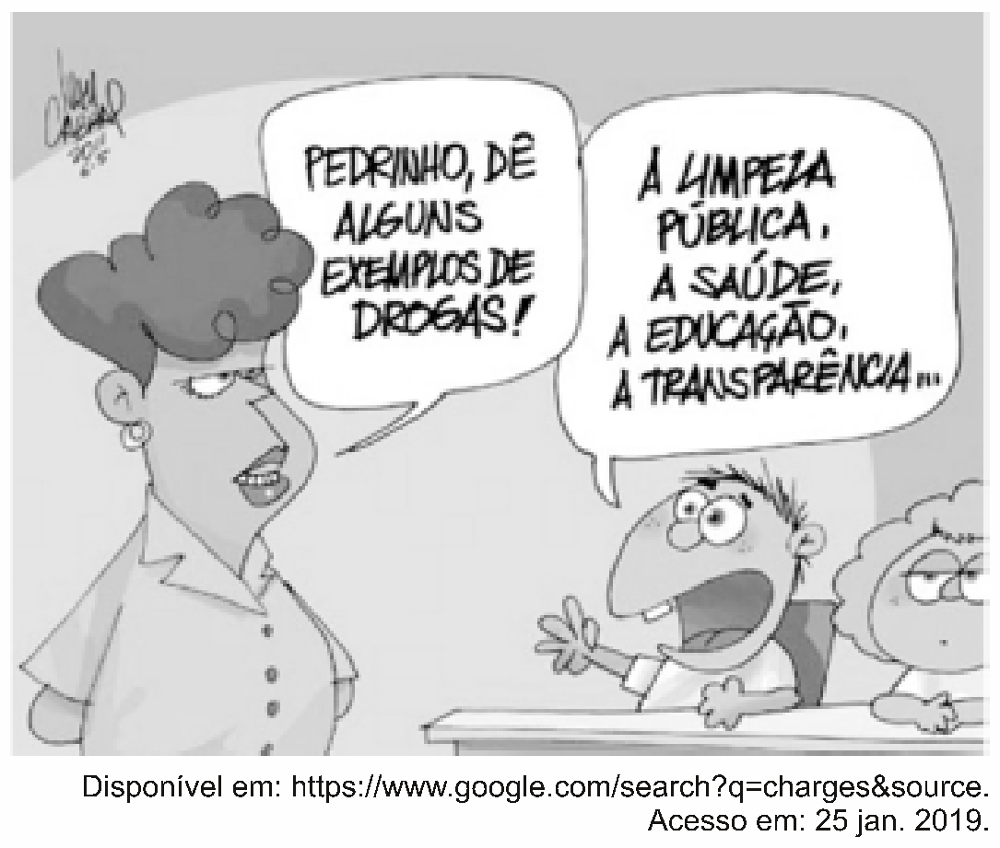 PEDRINHO, DÊ
ALGUNS
EXEMPLOS DE
DROGAS!
A LIMPEZA
PÚBLICA,
A SAÚDE,
A EDUCAÇÃO,
A TRANSPARÊNCIA...
Disponível em: https://www.google.com/search?q=charges&source.
Acesso em: 25 jan. 2019.